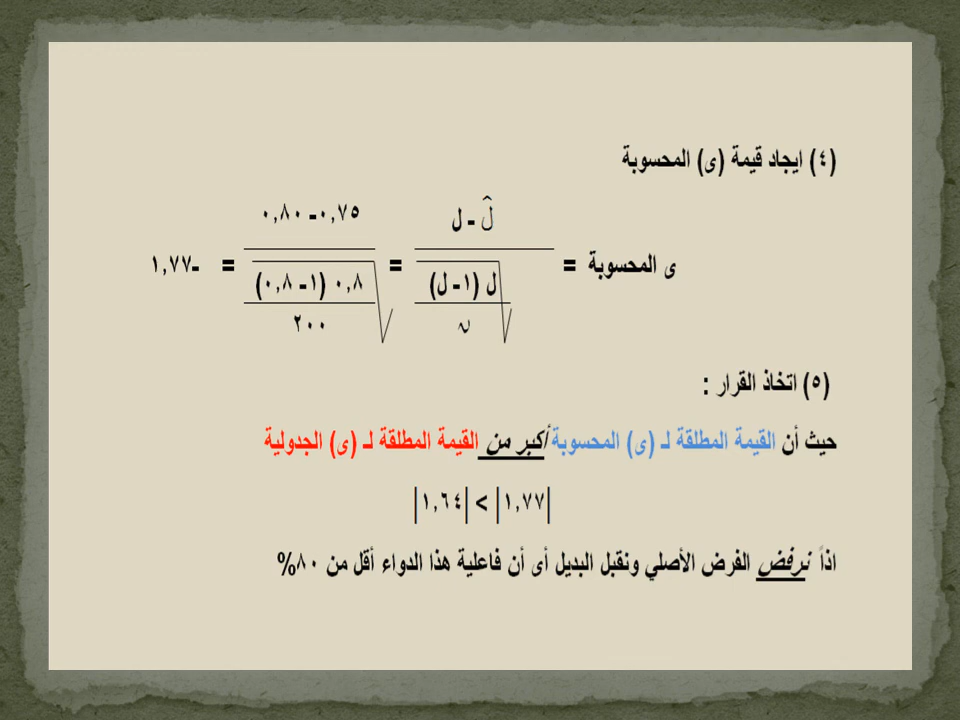 (٤) ايجاد قيمة (ى) المحسوبة
ى المحسوبة = (ل̂ - ل) / √(ل (١- ل) / ن) = (٠,٧٥- ٠,٨٠) / √(٠,٨ (١- ٠,٨) / ٢٠٠) = -١,٧٧
(٥) اتخاذ القرار :
حيث أن القيمة المطلقة لـ (ى) المحسوبة أكبر من القيمة المطلقة لـ (ى) الجدولية
|١,٧٧| > |١,٦٤|
اذاً نرفض الفرض الأصلي ونقبل البديل أى أن فاعلية هذا الدواء أقل من ٨٠%